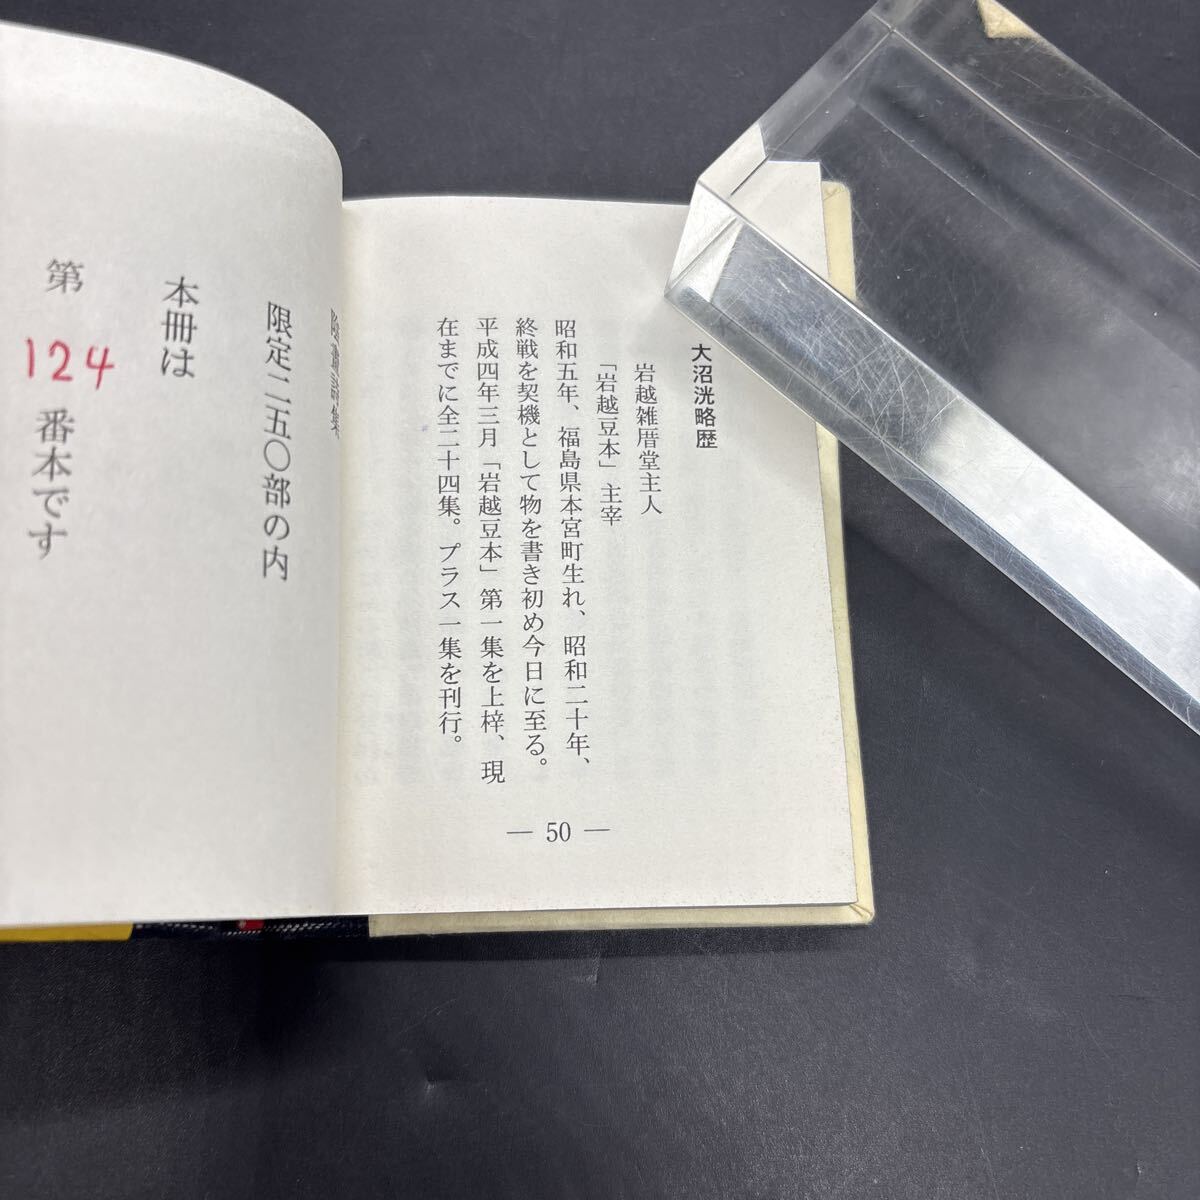 大沼洸略歴
岩越雑厝堂主人
「岩越豆本」主宰
昭和五年、福島県本宮町生れ、昭和二十年、
終戦を契機として物を書き初め今日に至る。
平成四年三月「岩越豆本」第一集を上梓、現
在までに全二十四集。プラス一集を刊行。
― 50 ―
限定二五〇部の内
本冊は
第 124 番本です